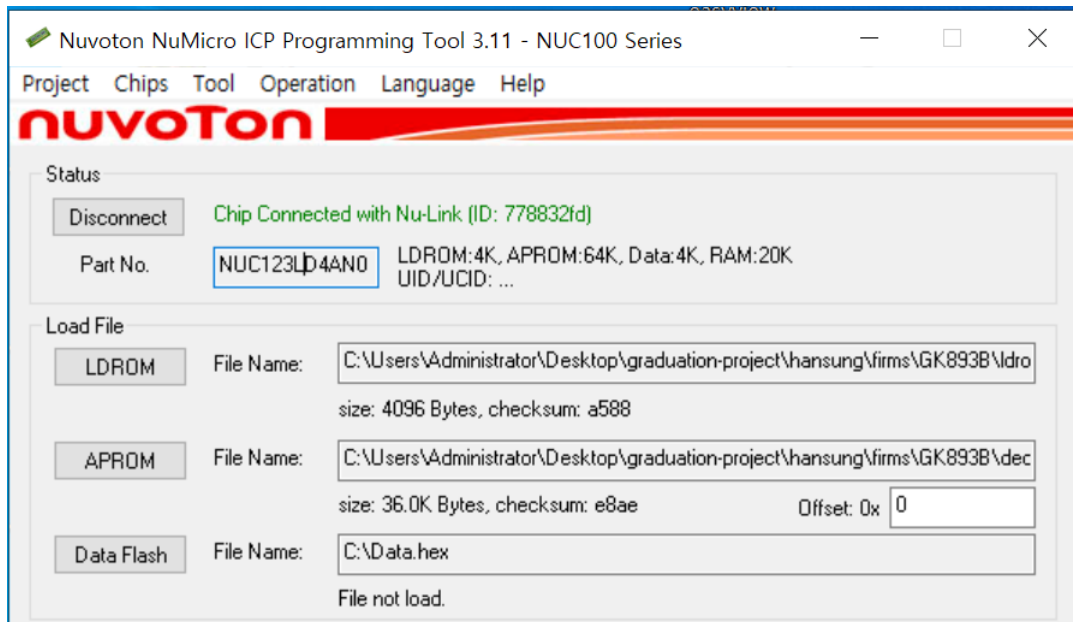 Nuvoton NuMicro ICP Programming Tool 3.11 - NUC100 Series
Project Chips Tool Operation Language Help
nuvoTon
Status
Disconnect Chip Connected with Nu-Link (ID: 778832fd)
Part No. NUC123LD4AN0 LDROM:4K, APROM:64K, Data:4K, RAM:20K
UID/UCID: ...
Load File
LDROM File Name: C:\Users\Administrator\Desktop\graduation-project\hansung\firms\GK893B\ldro
size: 4096 Bytes, checksum: a588
APROM File Name: C:\Users\Administrator\Desktop\graduation-project\hansung\firms\GK893B\dec
size: 36.0K Bytes, checksum: e8ae Offset: 0x 0
Data Flash File Name: C:\Data.hex
File not load.